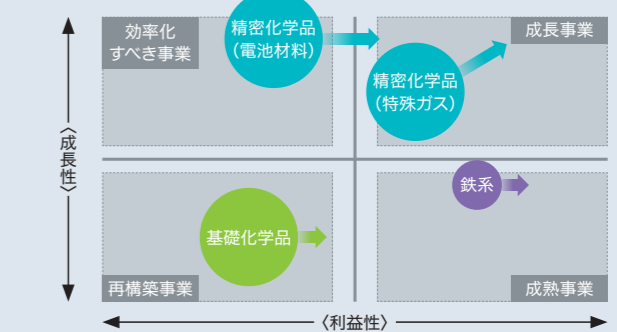 効率化
すべき事業
精密化学品
（電池材料）
成長事業
精密化学品
（特殊ガス）
〈成長性〉
鉄系
基礎化学品
再構築事業
成熟事業
〈利益性〉